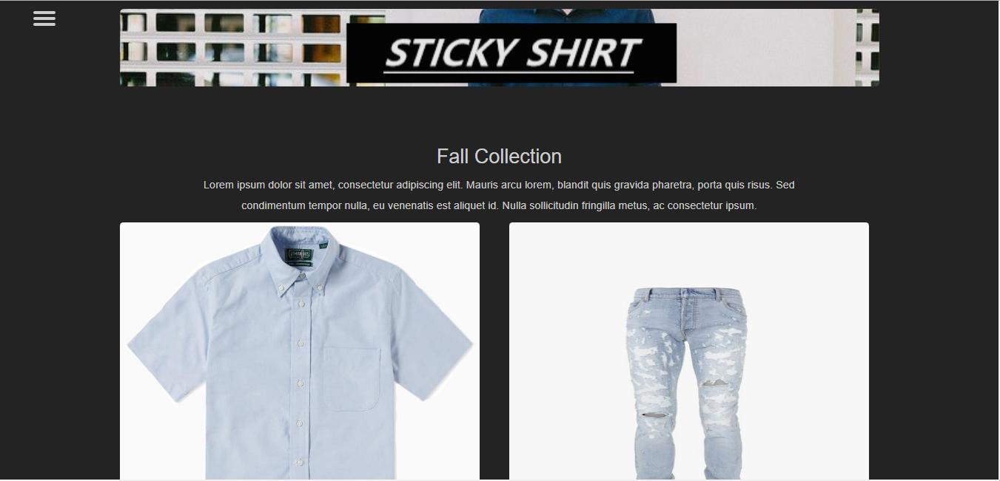 STICKY SHIRT
Fall Collection
Lorem ipsum dolor sit amet, consectetur adipiscing elit. Mauris arcu lorem, blandit quis gravida pharetra, porta quis risus. Sed
condimentum tempor nulla, eu venenatis est aliquet id. Nulla sollicitudin fringilla metus, ac consectetur ipsum.